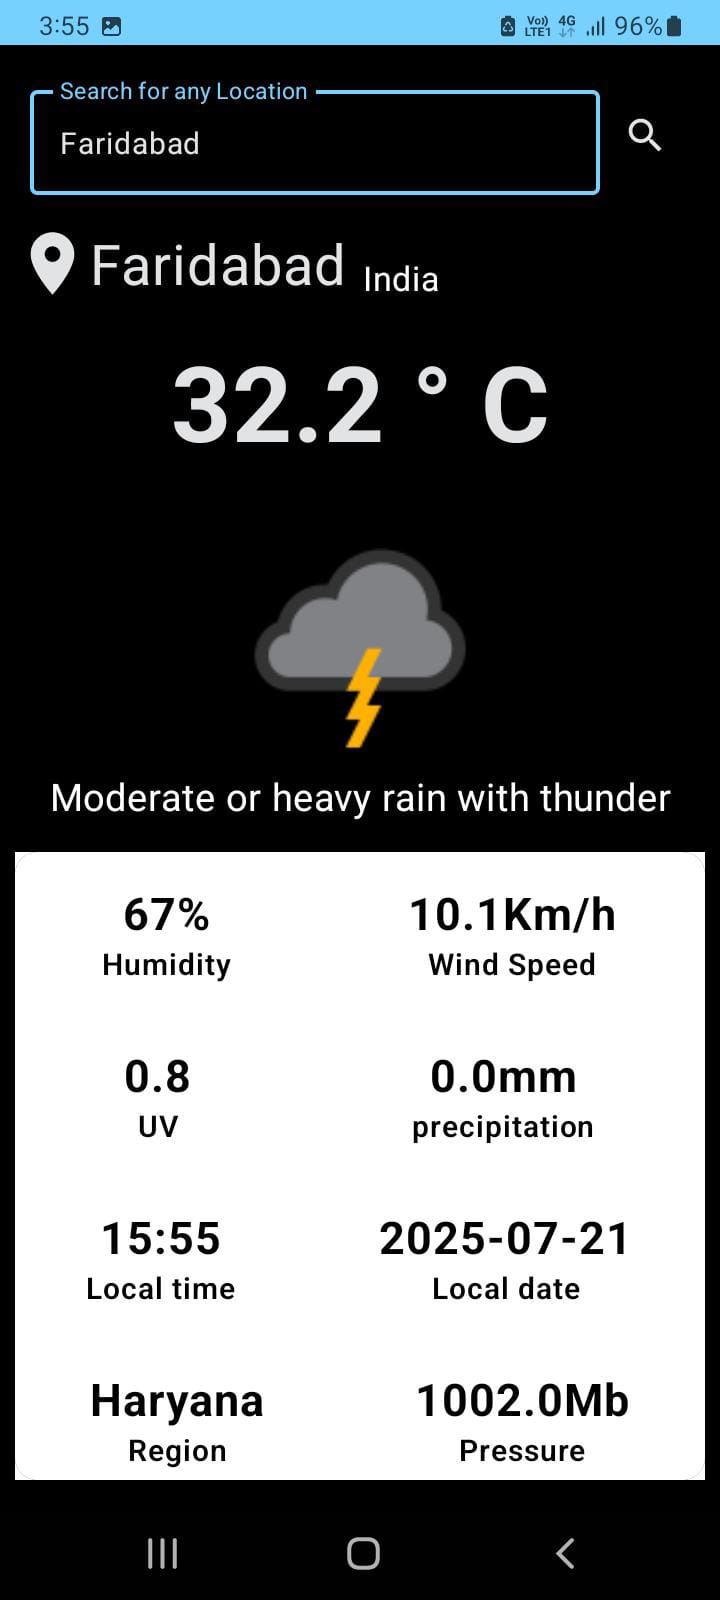 3:55 Vo)) LTE1 4G 96%
Search for any Location
Faridabad
Faridabad India
32.2 ° C
Moderate or heavy rain with thunder
67% 10.1Km/h
Humidity Wind Speed
0.8 0.0mm
UV precipitation
15:55 2025-07-21
Local time Local date
Haryana 1002.0Mb
Region Pressure